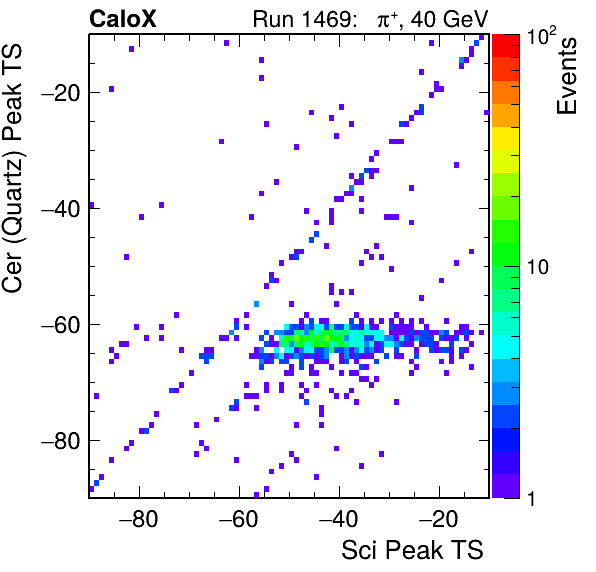 CaloX Run 1469: π⁺, 40 GeV
Cer (Quartz) Peak TS
−20
−40
−60
−80
−80 −60 −40 −20
Sci Peak TS
10²
10
1
Events